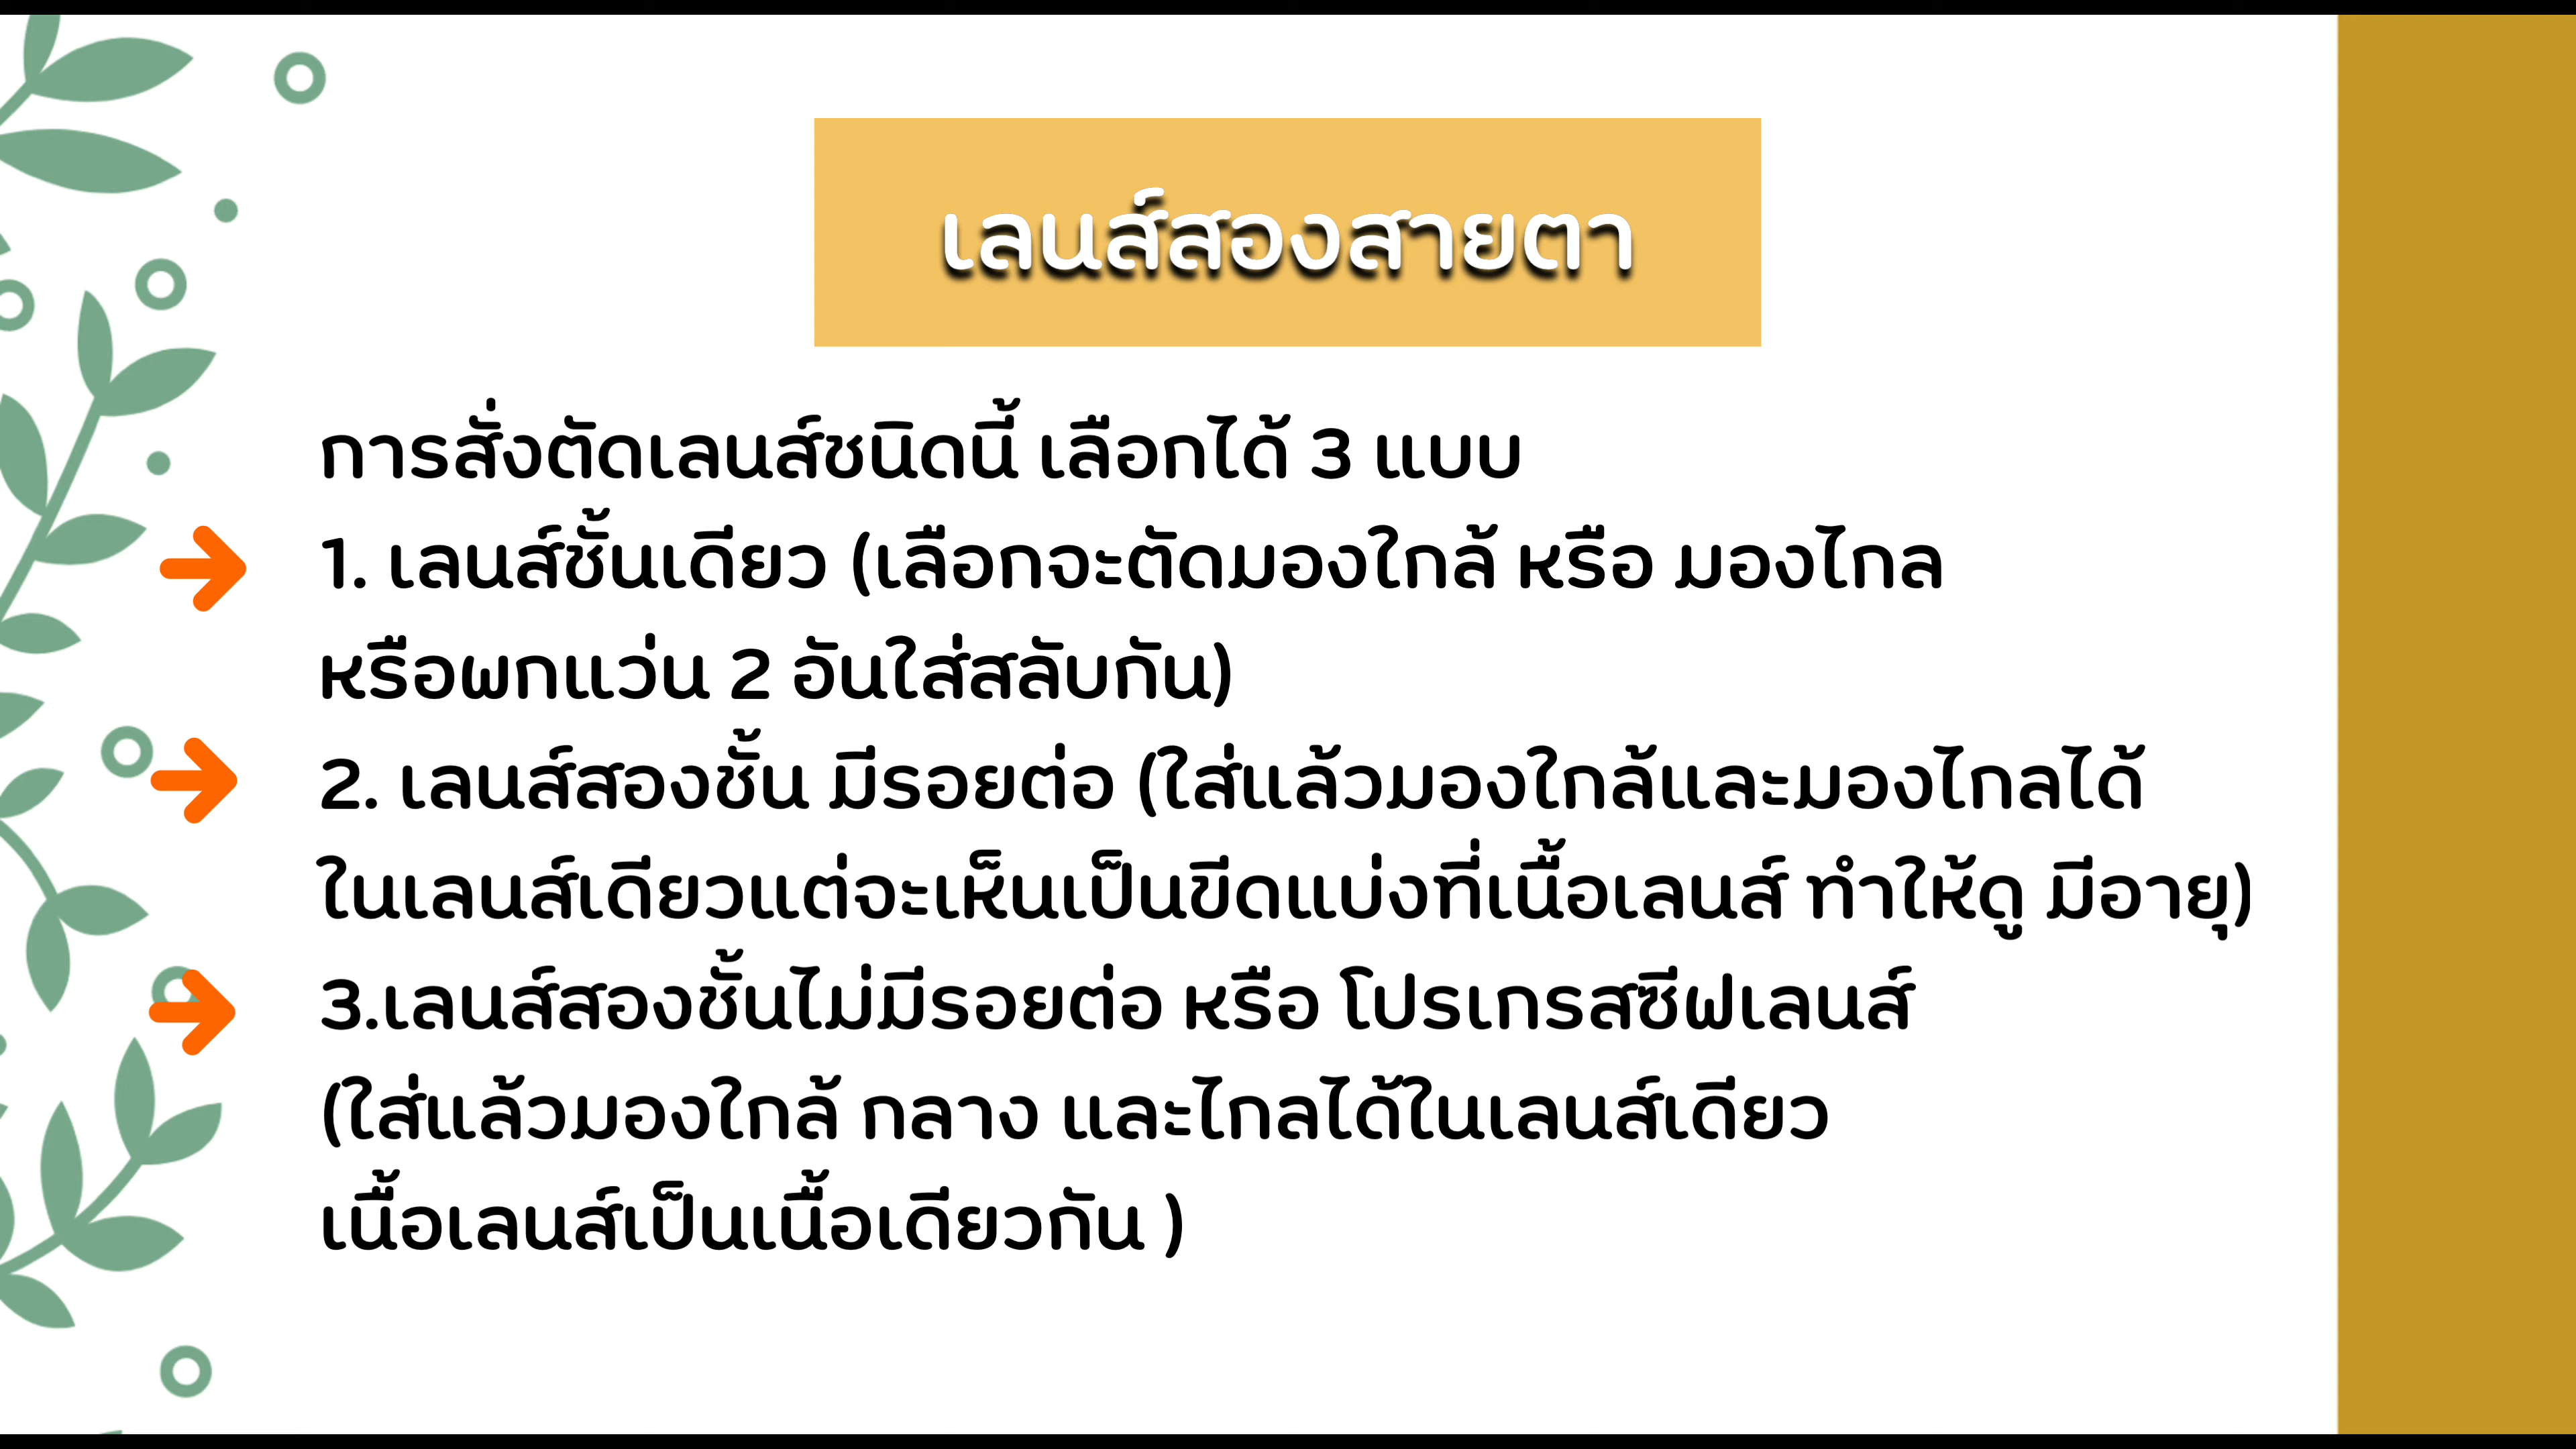 เลนส์สองสายตา
การสั่งตัดเลนส์ชนิดนี้ เลือกได้ 3 แบบ
1. เลนส์ชั้นเดียว (เลือกจะตัดมองใกล้ หรือ มองไกล
หรือพกแว่น 2 อันใส่สลับกัน)
2. เลนส์สองชั้น มีรอยต่อ (ใส่แล้วมองใกล้และมองไกลได้
ในเลนส์เดียวแต่จะเห็นเป็นขีดแบ่งที่เนื้อเลนส์ ทำให้ดู มีอายุ)
3.เลนส์สองชั้นไม่มีรอยต่อ หรือ โปรเกรสซีฟเลนส์
(ใส่แล้วมองใกล้ กลาง และไกลได้ในเลนส์เดียว
เนื้อเลนส์เป็นเนื้อเดียวกัน )